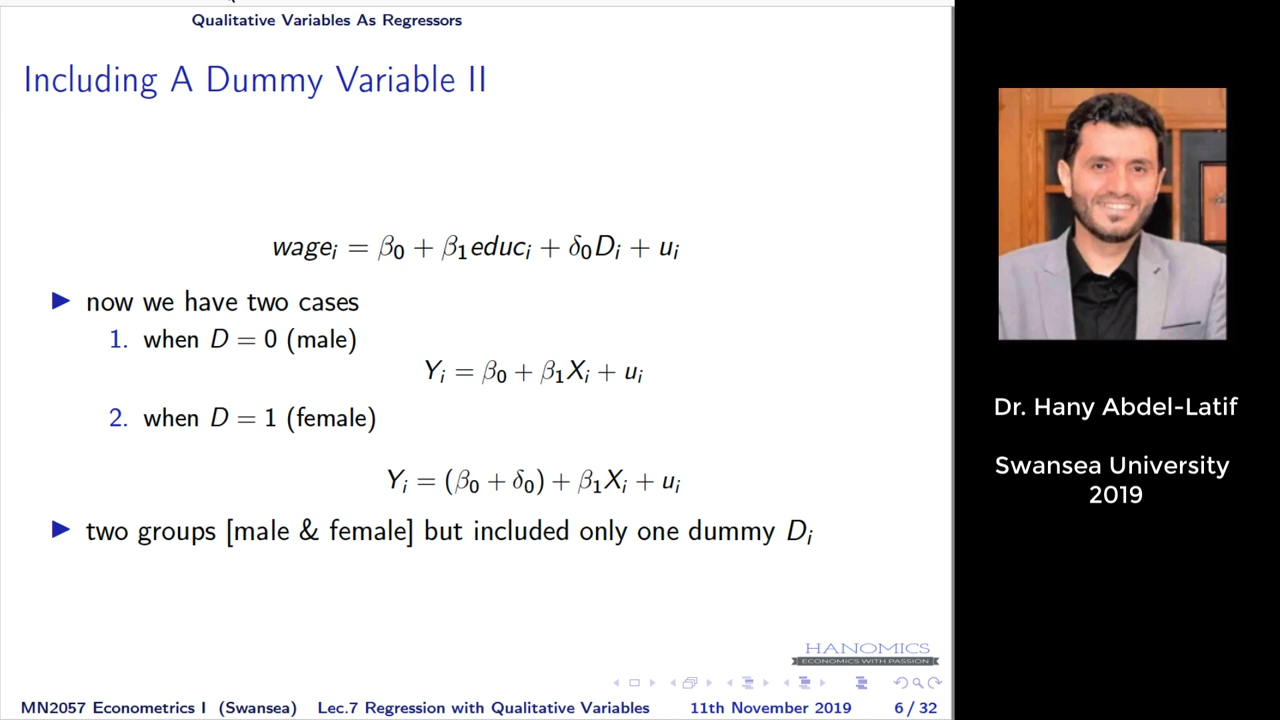 Qualitative Variables As Regressors
Including A Dummy Variable II
wageᵢ = β₀ + β₁educᵢ + δ₀Dᵢ + uᵢ
▶ now we have two cases
1. when D = 0 (male)
Yᵢ = β₀ + β₁Xᵢ + uᵢ
2. when D = 1 (female)
Yᵢ = (β₀ + δ₀) + β₁Xᵢ + uᵢ
▶ two groups [male & female] but included only one dummy Dᵢ
HANOMICS
ECONOMICS WITH PASSION
MN2057 Econometrics I (Swansea) Lec.7 Regression with Qualitative Variables 11th November 2019 6 / 32
Dr. Hany Abdel-Latif
Swansea University
2019